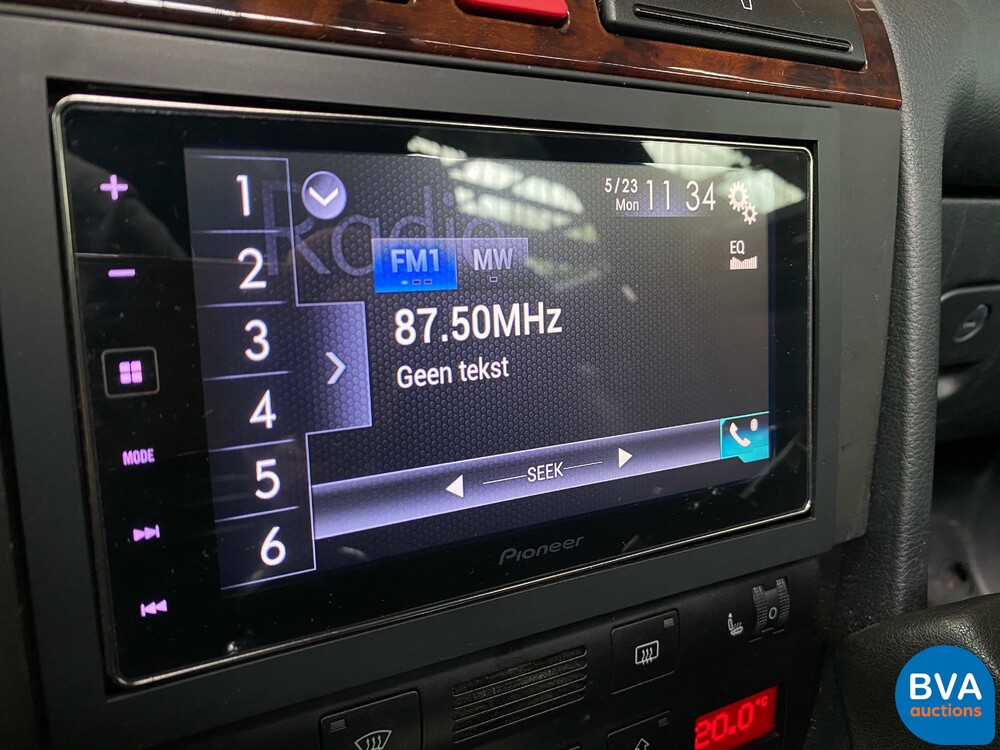 1
2
3
4
5
6
Radio
5/23
Mon
11 34
EQ
FM1
MW
87.50MHz
Geen tekst
SEEK
MODE
Pioneer
0
20.0°C
BVA
auctions